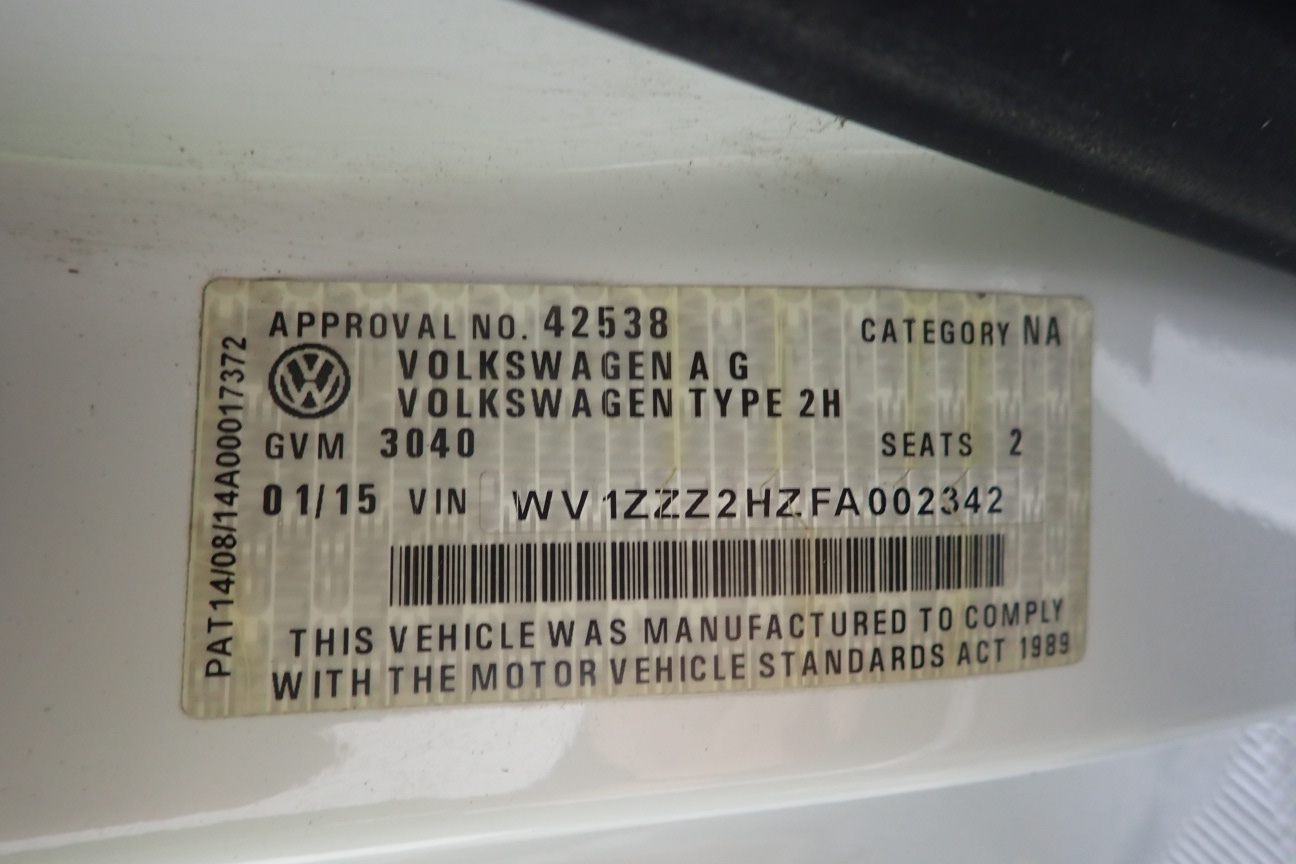 APPROVAL NO. 42538 CATEGORY NA
VOLKSWAGEN A G
VOLKSWAGEN TYPE 2H
GVM 3040 SEATS 2
01/15 VIN WV1ZZZ2HZFA002342
THIS VEHICLE WAS MANUFACTURED TO COMPLY
WITH THE MOTOR VEHICLE STANDARDS ACT 1989
PAT14/08/14A00017372